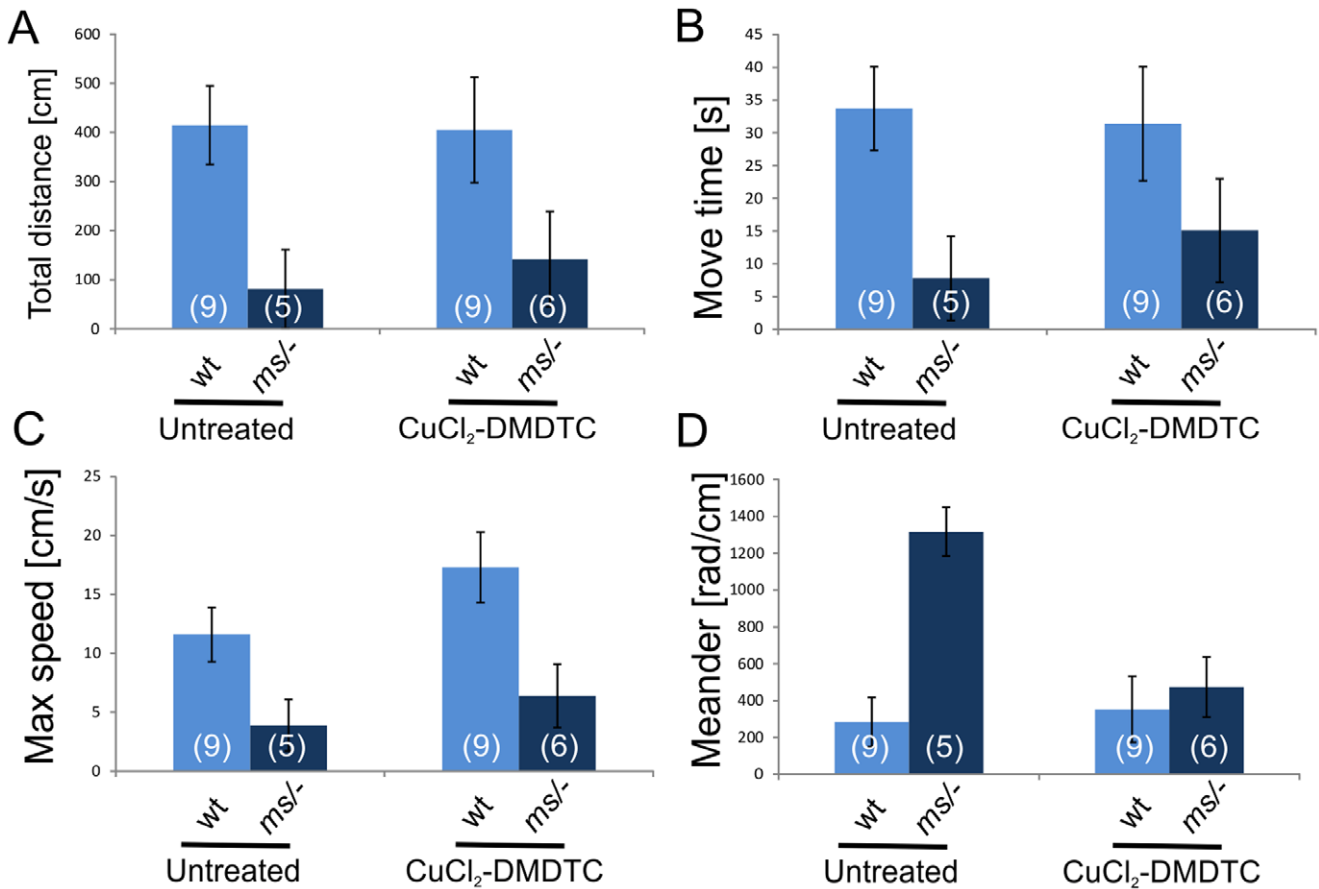 A
Total distance [cm]
600
500
400
300
200
100
0
(9)
(5)
(9)
(6)
wt
ms/-
wt
ms/-
Untreated
CuCl₂-DMDTC
B
Move time [s]
45
40
35
30
25
20
15
10
5
0
(9)
(5)
(9)
(6)
wt
ms/-
wt
ms/-
Untreated
CuCl₂-DMDTC
C
Max speed [cm/s]
25
20
15
10
5
0
(9)
(5)
(9)
(6)
wt
ms/-
wt
ms/-
Untreated
CuCl₂-DMDTC
D
Meander [rad/cm]
1600
1400
1200
1000
800
600
400
200
0
(9)
(5)
(9)
(6)
wt
ms/-
wt
ms/-
Untreated
CuCl₂-DMDTC